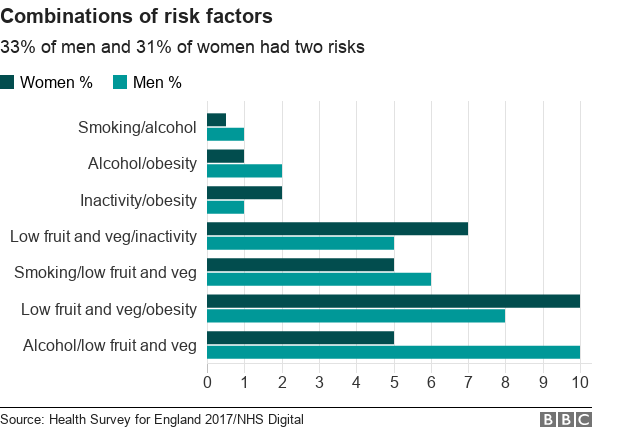 Combinations of risk factors
33% of men and 31% of women had two risks
Women % Men %
Smoking/alcohol
Alcohol/obesity
Inactivity/obesity
Low fruit and veg/inactivity
Smoking/low fruit and veg
Low fruit and veg/obesity
Alcohol/low fruit and veg
0 1 2 3 4 5 6 7 8 9 10
Source: Health Survey for England 2017/NHS Digital
BBC